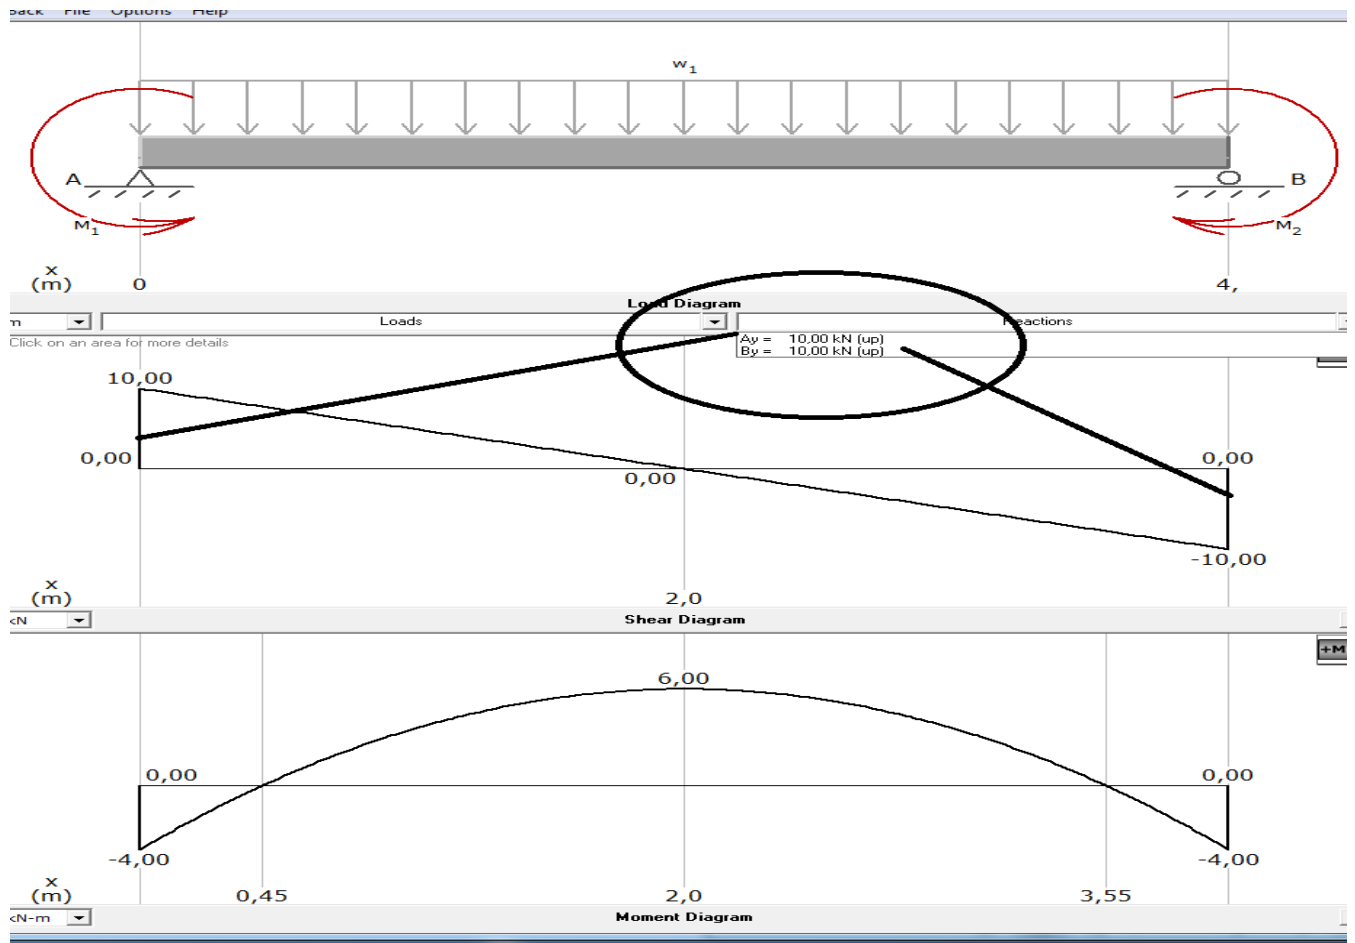 Back File Options Help
w1
A
B
M1
M2
x
(m)
0
4,
Load Diagram
m
Loads
Reactions
Click on an area for more details
Ay = 10,00 kN (up)
By = 10,00 kN (up)
10,00
0,00
0,00
0,00
-10,00
x
(m)
2,0
kN
Shear Diagram
+M
6,00
0,00
0,00
-4,00
-4,00
x
(m)
0,45
2,0
3,55
kN-m
Moment Diagram